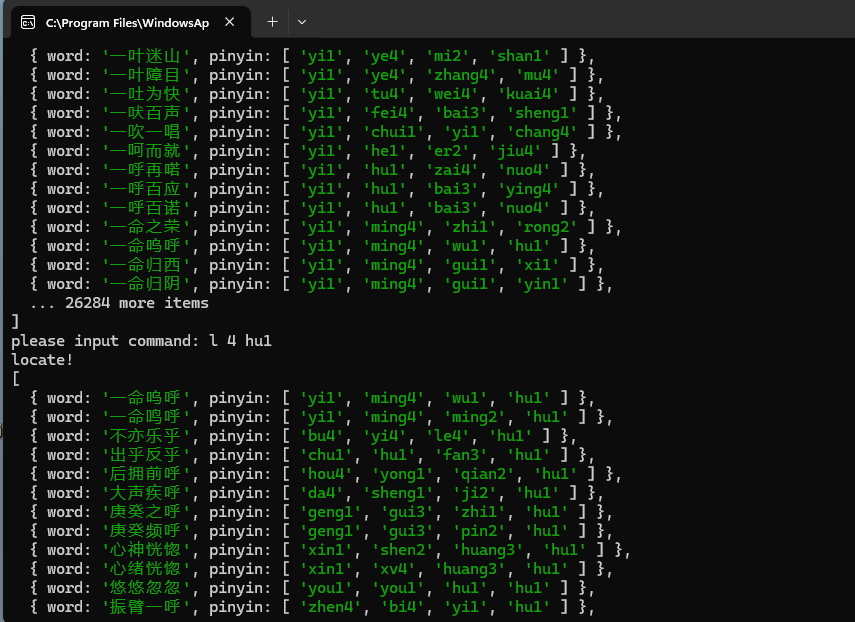 C:\Program Files\WindowsAp
{ word: '一叶迷山', pinyin: [ 'yi1', 'ye4', 'mi2', 'shan1' ] },
{ word: '一叶障目', pinyin: [ 'yi1', 'ye4', 'zhang4', 'mu4' ] },
{ word: '一吐为快', pinyin: [ 'yi1', 'tu4', 'wei4', 'kuai4' ] },
{ word: '一吠百声', pinyin: [ 'yi1', 'fei4', 'bai3', 'sheng1' ] },
{ word: '一吹一唱', pinyin: [ 'yi1', 'chui1', 'yi1', 'chang4' ] },
{ word: '一呵而就', pinyin: [ 'yi1', 'he1', 'er2', 'jiu4' ] },
{ word: '一呼再喏', pinyin: [ 'yi1', 'hu1', 'zai4', 'nuo4' ] },
{ word: '一呼百应', pinyin: [ 'yi1', 'hu1', 'bai3', 'ying4' ] },
{ word: '一呼百诺', pinyin: [ 'yi1', 'hu1', 'bai3', 'nuo4' ] },
{ word: '一命之荣', pinyin: [ 'yi1', 'ming4', 'zhi1', 'rong2' ] },
{ word: '一命呜呼', pinyin: [ 'yi1', 'ming4', 'wu1', 'hu1' ] },
{ word: '一命归西', pinyin: [ 'yi1', 'ming4', 'gui1', 'xi1' ] },
{ word: '一命归阴', pinyin: [ 'yi1', 'ming4', 'gui1', 'yin1' ] },
... 26284 more items
]
please input command: l 4 hu1
locate!
[
{ word: '一命呜呼', pinyin: [ 'yi1', 'ming4', 'wu1', 'hu1' ] },
{ word: '一命鸣呼', pinyin: [ 'yi1', 'ming4', 'ming2', 'hu1' ] },
{ word: '不亦乐乎', pinyin: [ 'bu4', 'yi4', 'le4', 'hu1' ] },
{ word: '出乎反乎', pinyin: [ 'chu1', 'hu1', 'fan3', 'hu1' ] },
{ word: '后拥前呼', pinyin: [ 'hou4', 'yong1', 'qian2', 'hu1' ] },
{ word: '大声疾呼', pinyin: [ 'da4', 'sheng1', 'ji2', 'hu1' ] },
{ word: '庚癸之呼', pinyin: [ 'geng1', 'gui3', 'zhi1', 'hu1' ] },
{ word: '庚癸频呼', pinyin: [ 'geng1', 'gui3', 'pin2', 'hu1' ] },
{ word: '心神恍惚', pinyin: [ 'xin1', 'shen2', 'huang3', 'hu1' ] },
{ word: '心绪恍惚', pinyin: [ 'xin1', 'xv4', 'huang3', 'hu1' ] },
{ word: '悠悠忽忽', pinyin: [ 'you1', 'you1', 'hu1', 'hu1' ] },
{ word: '振臂一呼', pinyin: [ 'zhen4', 'bi4', 'yi1', 'hu1' ] },